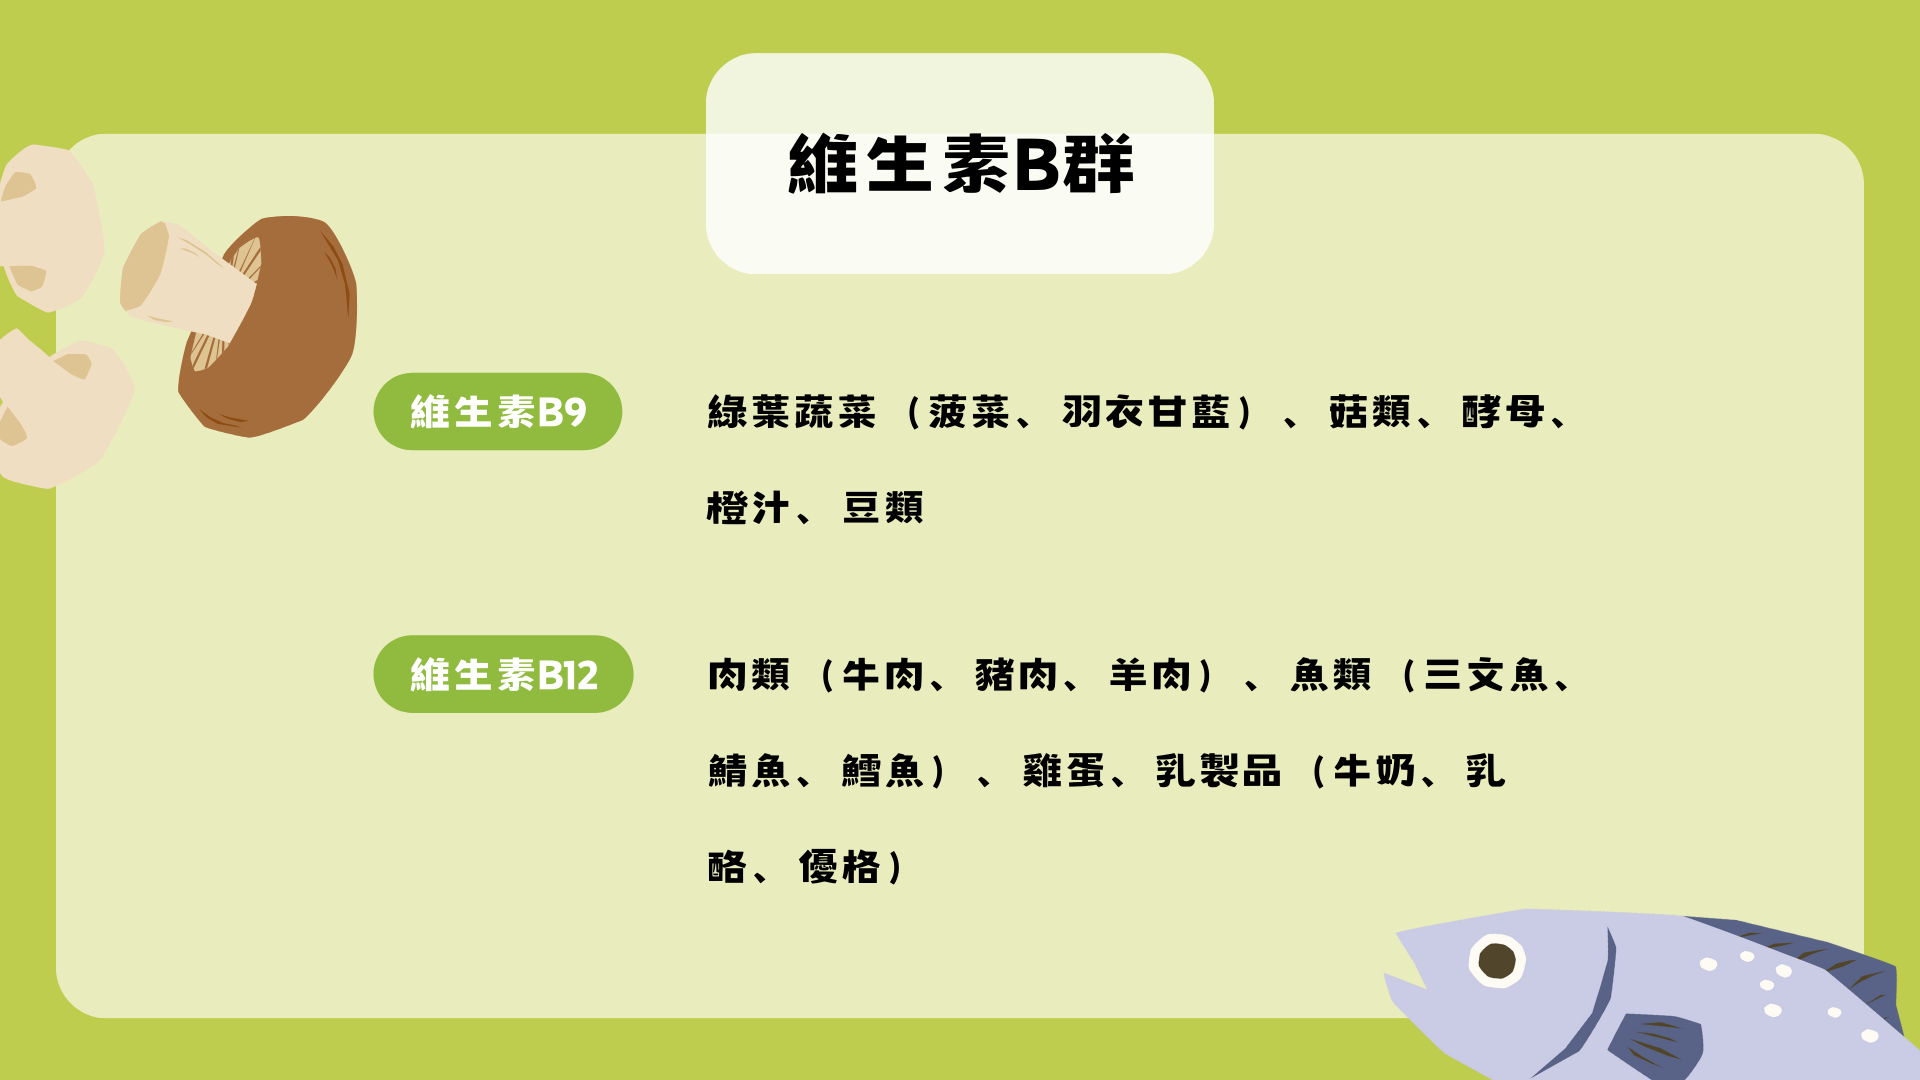 維生素B群
維生素B9
綠葉蔬菜（菠菜、羽衣甘藍）、菇類、酵母、
橙汁、豆類
維生素B12
肉類（牛肉、豬肉、羊肉）、魚類（三文魚、
鯖魚、鱈魚）、雞蛋、乳製品（牛奶、乳
酪、優格）